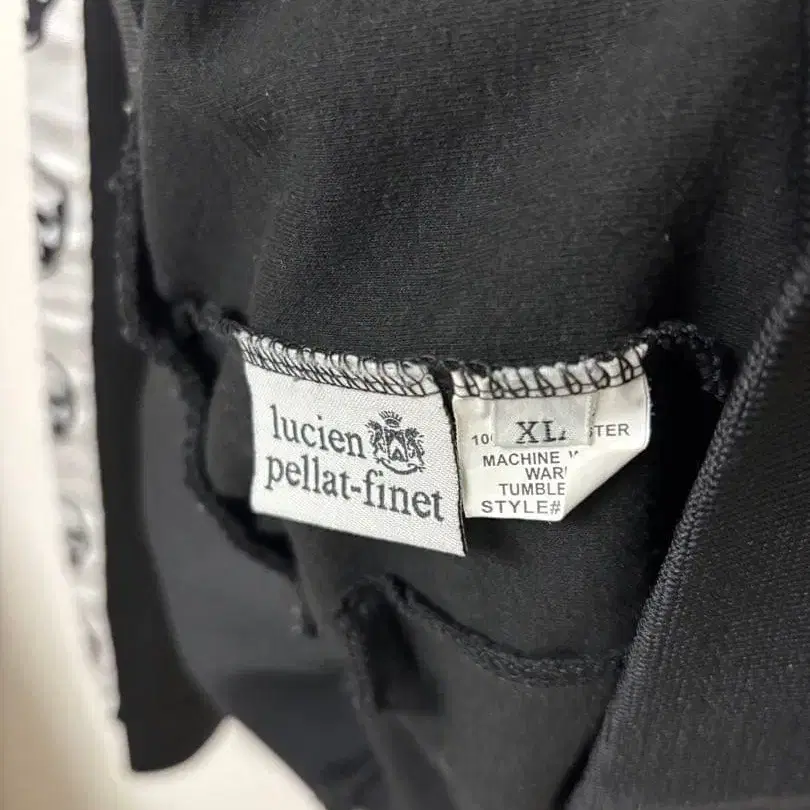 lucien
pellat-finet
XL
MACHINE
TUMBLE
STYLE#